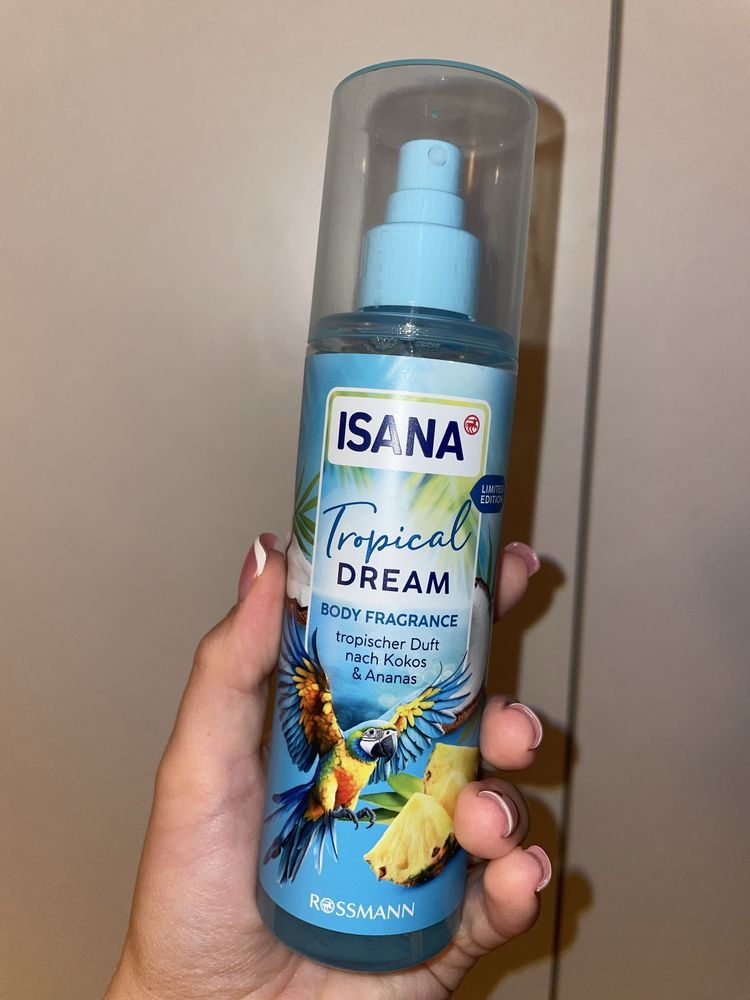 ISANA
LIMITED
EDITION
Tropical
DREAM
BODY FRAGRANCE
tropischer Duft
nach Kokos
& Ananas
ROSSMANN